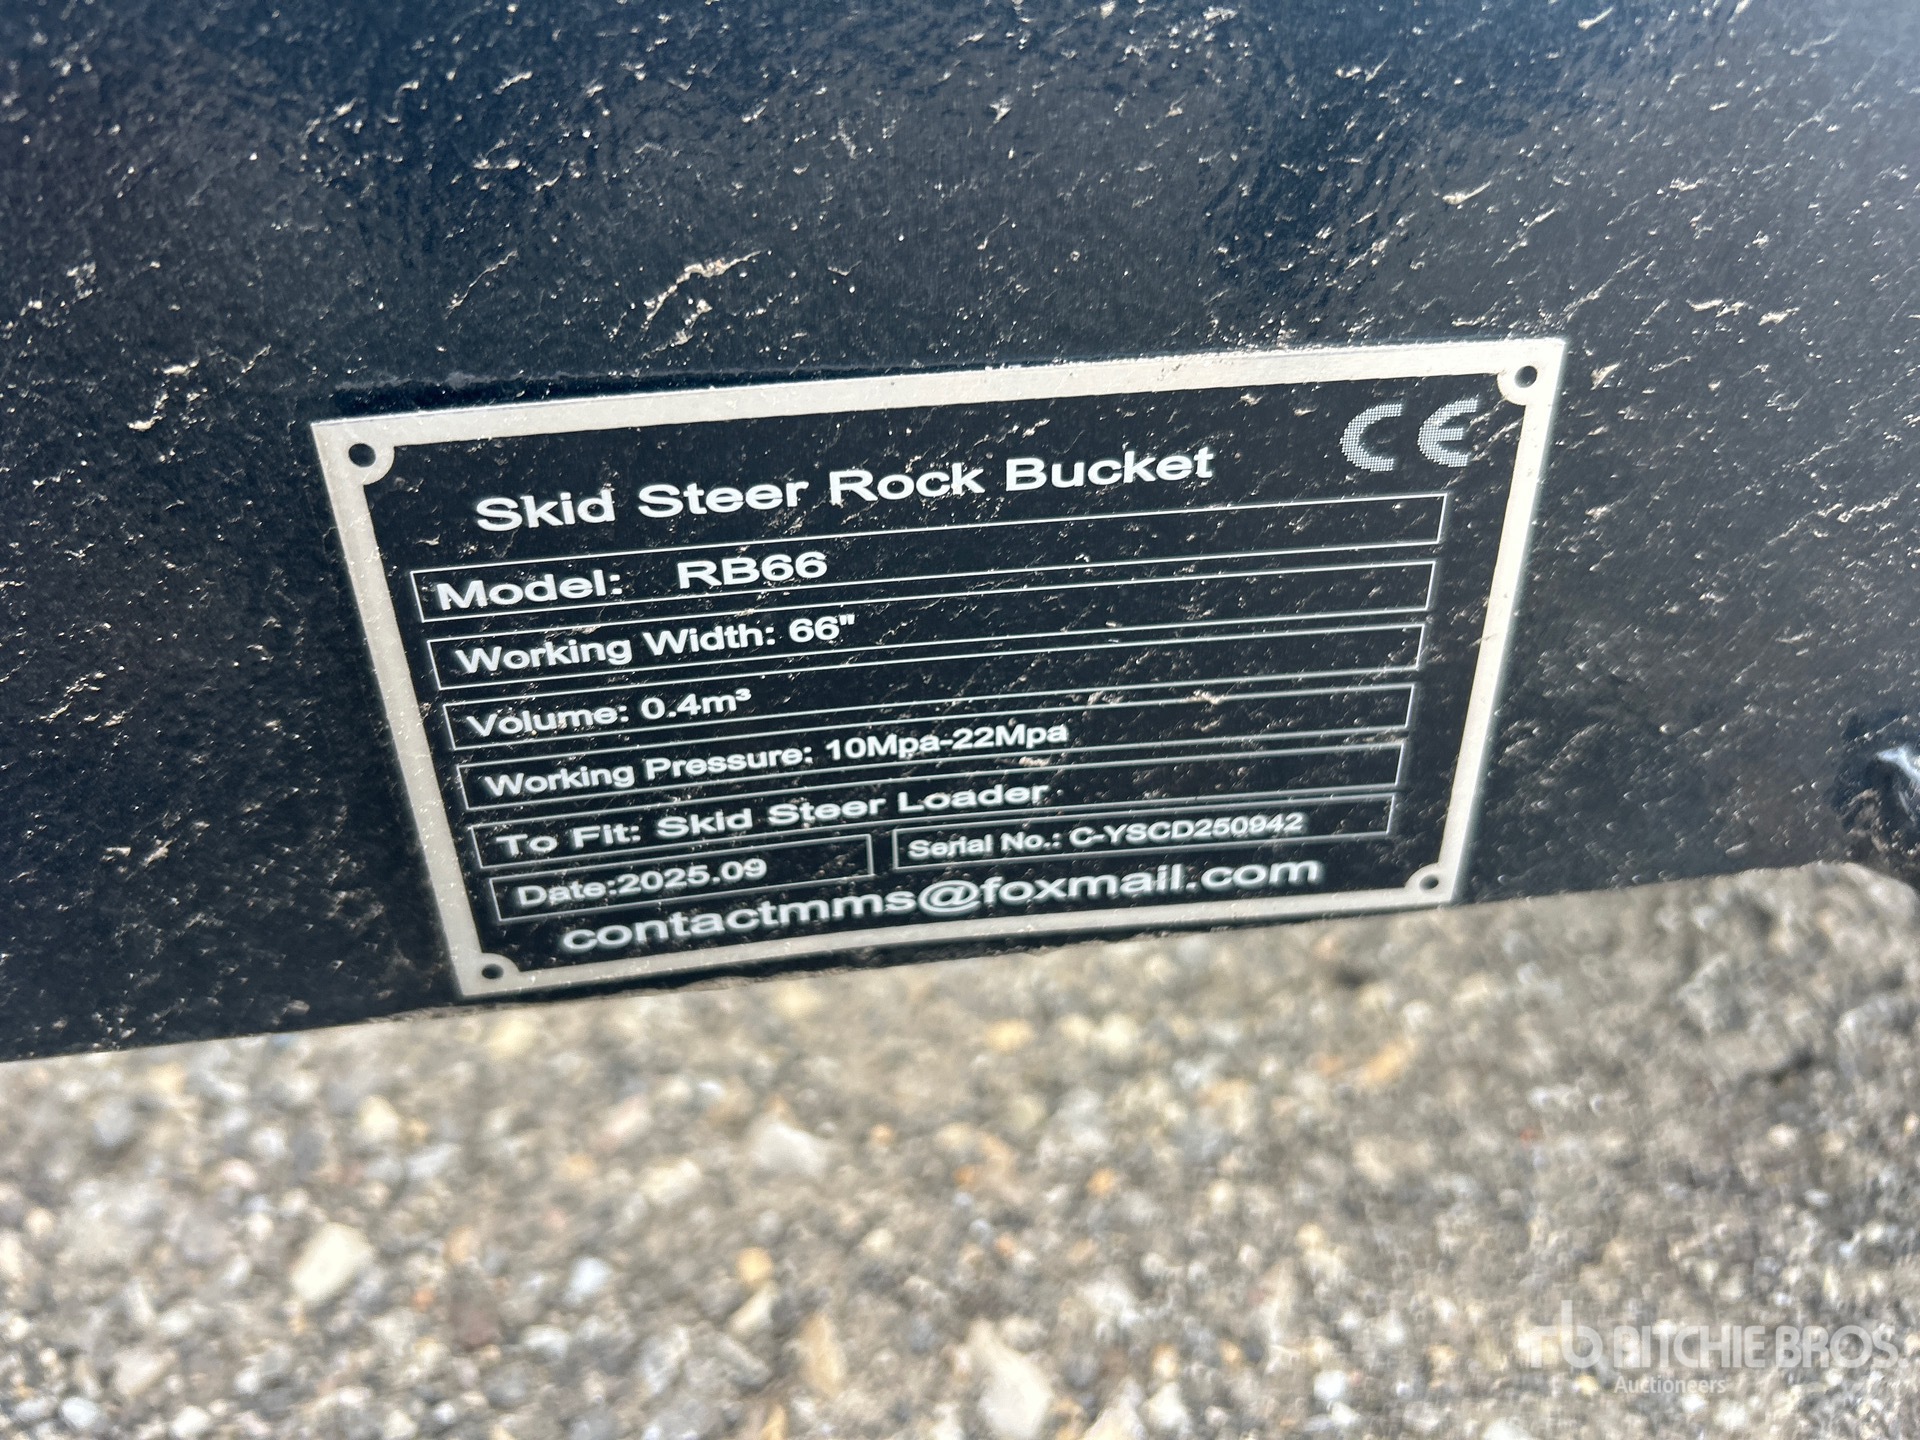 CE
Skid Steer Rock Bucket
Model: RB66
Working Width: 66"
Volume: 0.4m³
Working Pressure: 10Mpa-22Mpa
To Fit: Skid Steer Loader
Date:2025.09 Serial No.: C-YSCD250942
contactmms@foxmail.com
rb RITCHIE BROS.
Auctioneers